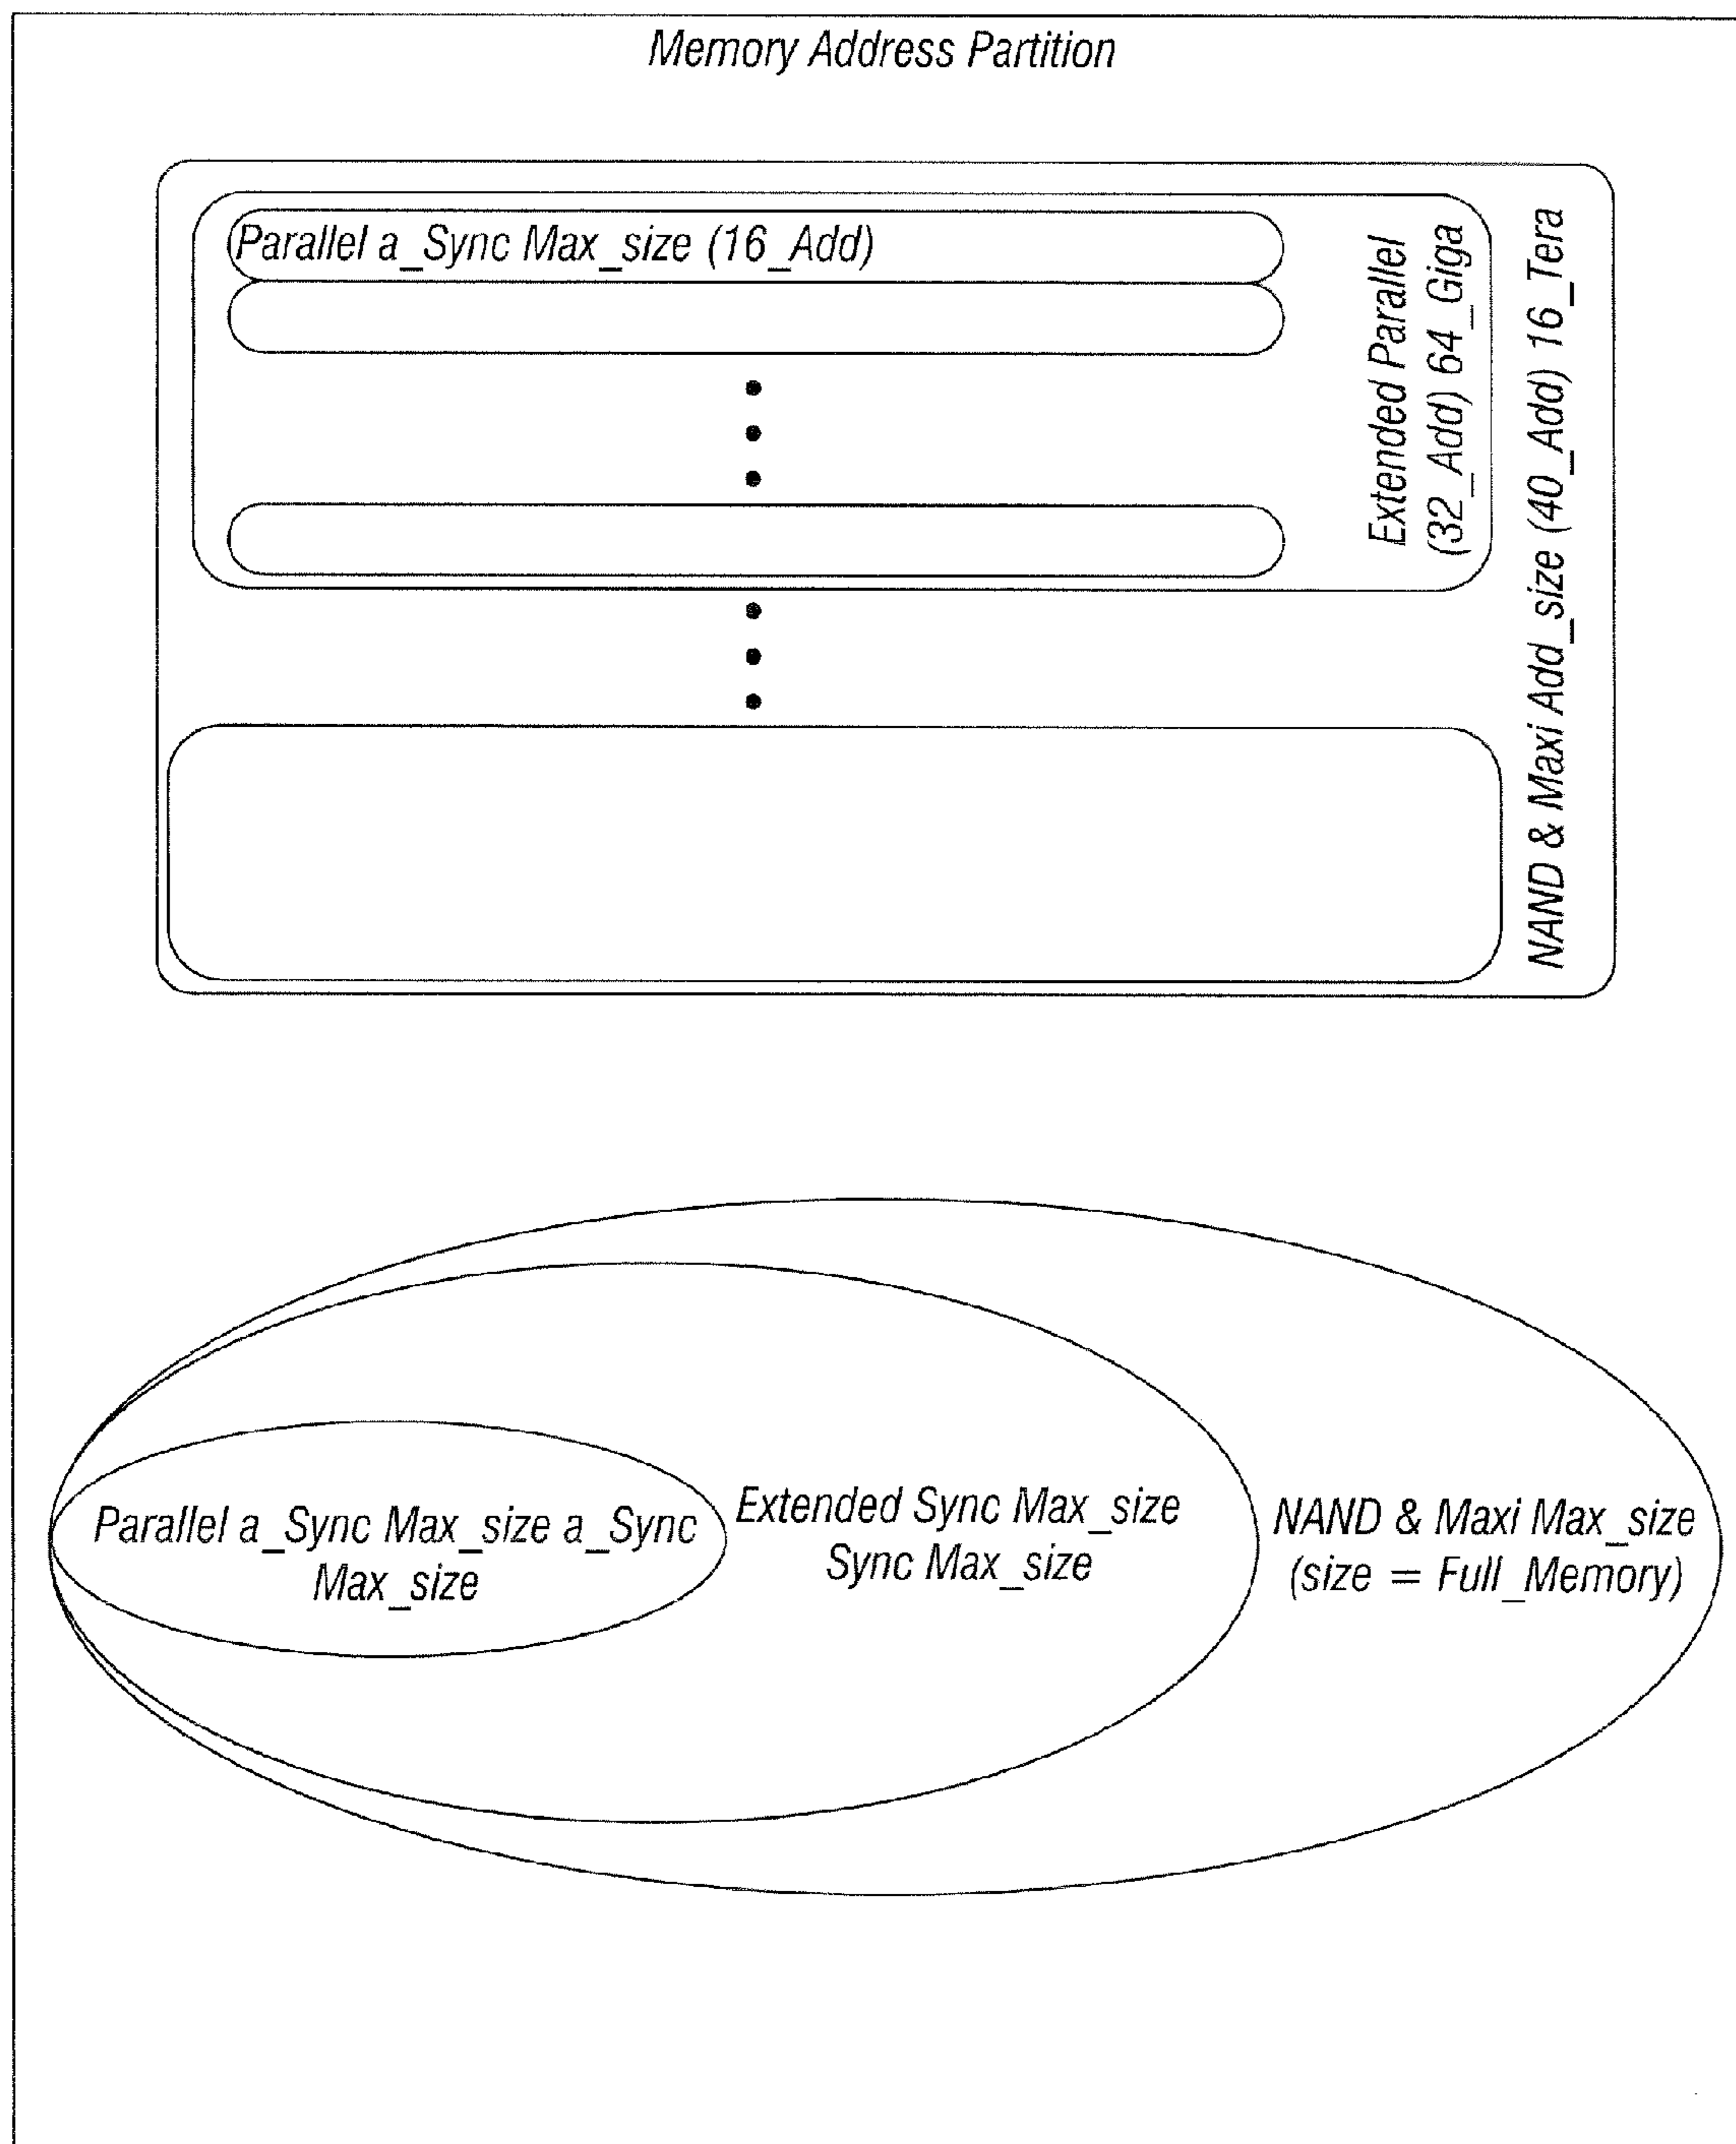 Memory Address Partition
Parallel a_Sync Max_size (16_Add)
Extended Parallel
(32_Add) 64_Giga
NAND & Maxi Add_size (40_Add) 16_Tera
Parallel a_Sync Max_size a_Sync
Max_size
Extended Sync Max_size
Sync Max_size
NAND & Maxi Max_size
(size = Full_Memory)